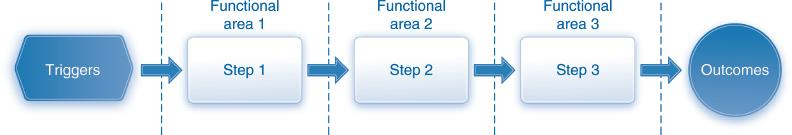 Functional
area 1
Functional
area 2
Functional
area 3
Triggers
Step 1
Step 2
Step 3
Outcomes